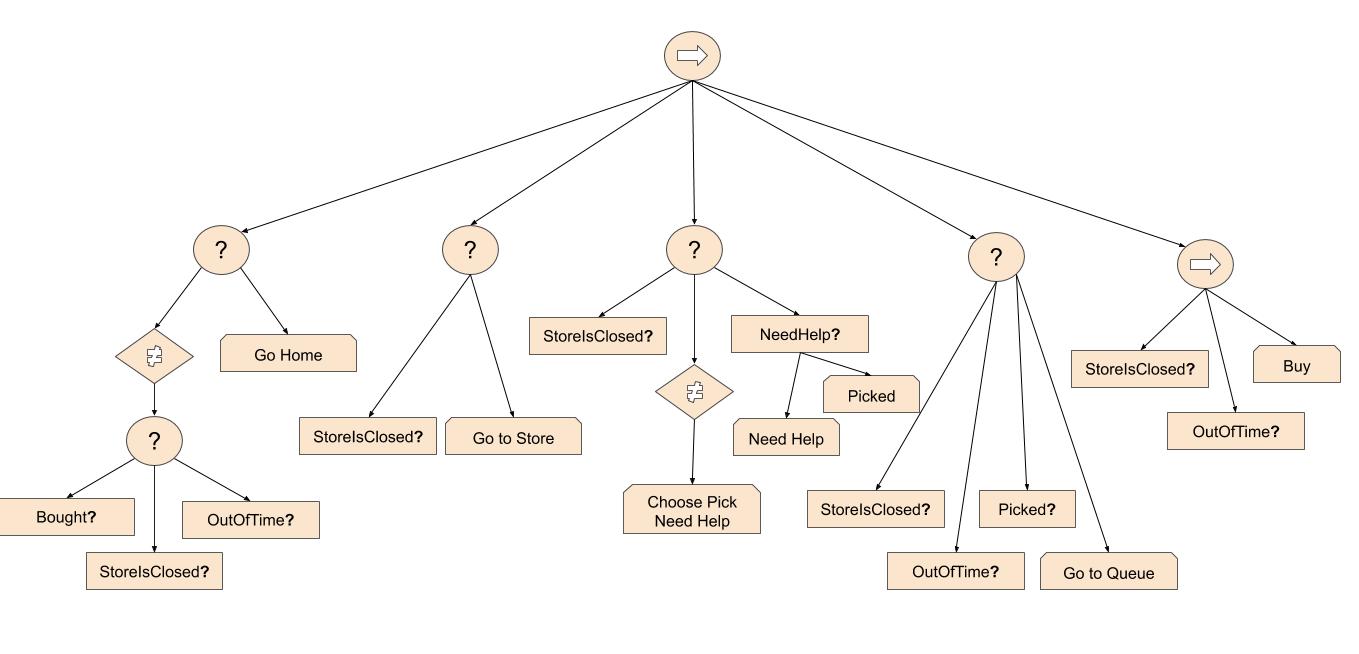 ?
?
?
?
≠
Go Home
StoreIsClosed?
NeedHelp?
StoreIsClosed?
Buy
≠
Picked
OutOfTime?
StoreIsClosed?
Go to Store
Need Help
?
Choose Pick
Need Help
Bought?
OutOfTime?
StoreIsClosed?
Picked?
StoreIsClosed?
OutOfTime?
Go to Queue